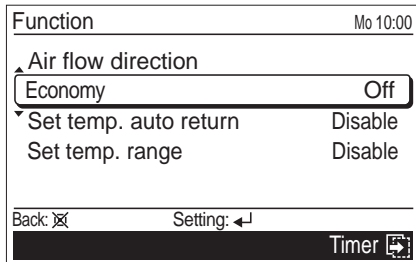 Function Mo 10:00
Air flow direction
Economy Off
Set temp. auto return Disable
Set temp. range Disable
Back: Setting:
Timer